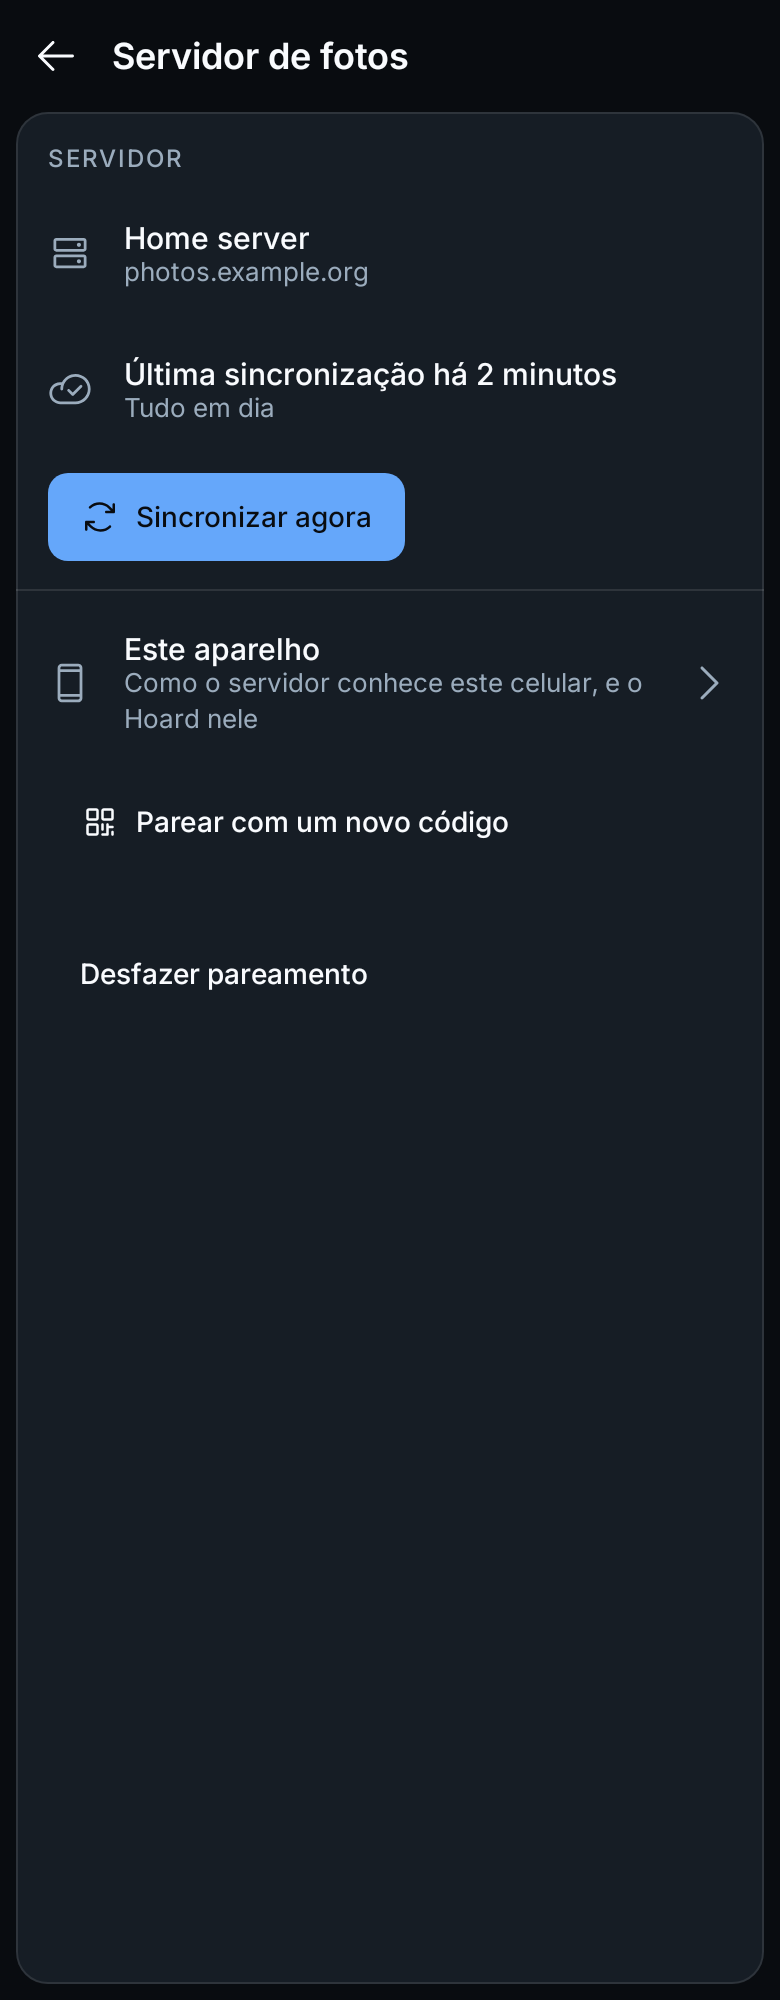 Servidor de fotos
SERVIDOR
Home server
photos.example.org
Última sincronização há 2 minutos
Tudo em dia
Sincronizar agora
Este aparelho
Como o servidor conhece este celular, e o
Hoard nele
Parear com um novo código
Desfazer pareamento